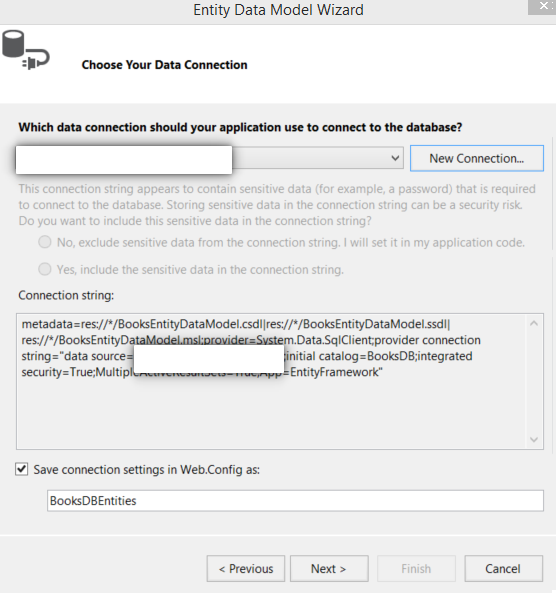 Entity Data Model Wizard
Choose Your Data Connection
Which data connection should your application use to connect to the database?
New Connection...
This connection string appears to contain sensitive data (for example, a password) that is required
to connect to the database. Storing sensitive data in the connection string can be a security risk.
Do you want to include this sensitive data in the connection string?
No, exclude sensitive data from the connection string. I will set it in my application code.
Yes, include the sensitive data in the connection string.
Connection string:
metadata=res://*/BooksEntityDataModel.csdl|res://*/BooksEntityDataModel.ssdl|
res://*/BooksEntityDataModel.msl;provider=System.Data.SqlClient;provider connection
string="data source= ;initial catalog=BooksDB;integrated
security=True;MultipleActiveResultSets=True;App=EntityFramework"
Save connection settings in Web.Config as:
BooksDBEntities
< Previous
Next >
Finish
Cancel